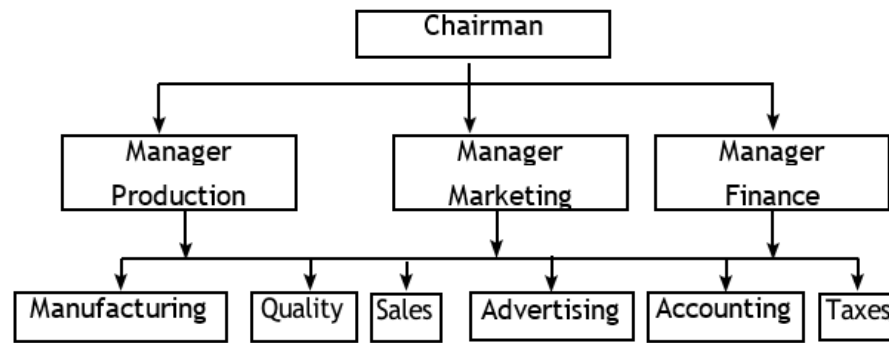 Chairman
Manager
Production
Manager
Marketing
Manager
Finance
Manufacturing
Quality
Sales
Advertising
Accounting
Taxes